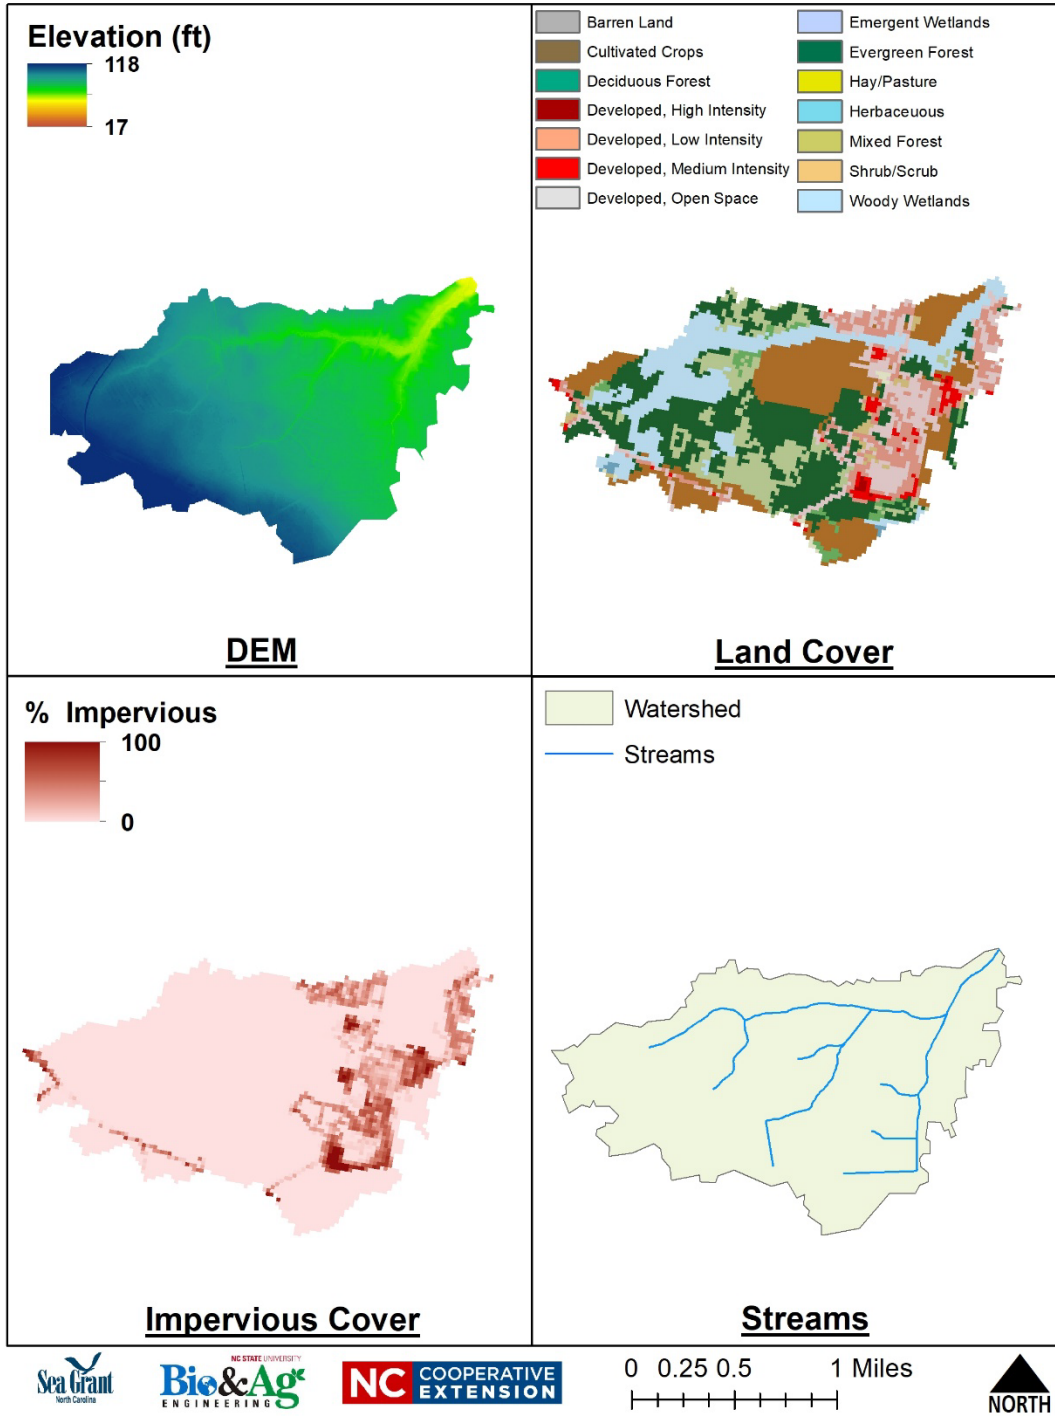 Elevation (ft)
118
17
DEM
Barren Land
Cultivated Crops
Deciduous Forest
Developed, High Intensity
Developed, Low Intensity
Developed, Medium Intensity
Developed, Open Space
Emergent Wetlands
Evergreen Forest
Hay/Pasture
Herbaceuous
Mixed Forest
Shrub/Scrub
Woody Wetlands
Land Cover
% Impervious
100
0
Impervious Cover
Watershed
Streams
Streams
Sea Grant
North Carolina
NC STATE UNIVERSITY
Bio&Ag
ENGINEERING
NC COOPERATIVE
EXTENSION
0 0.25 0.5 1 Miles
NORTH